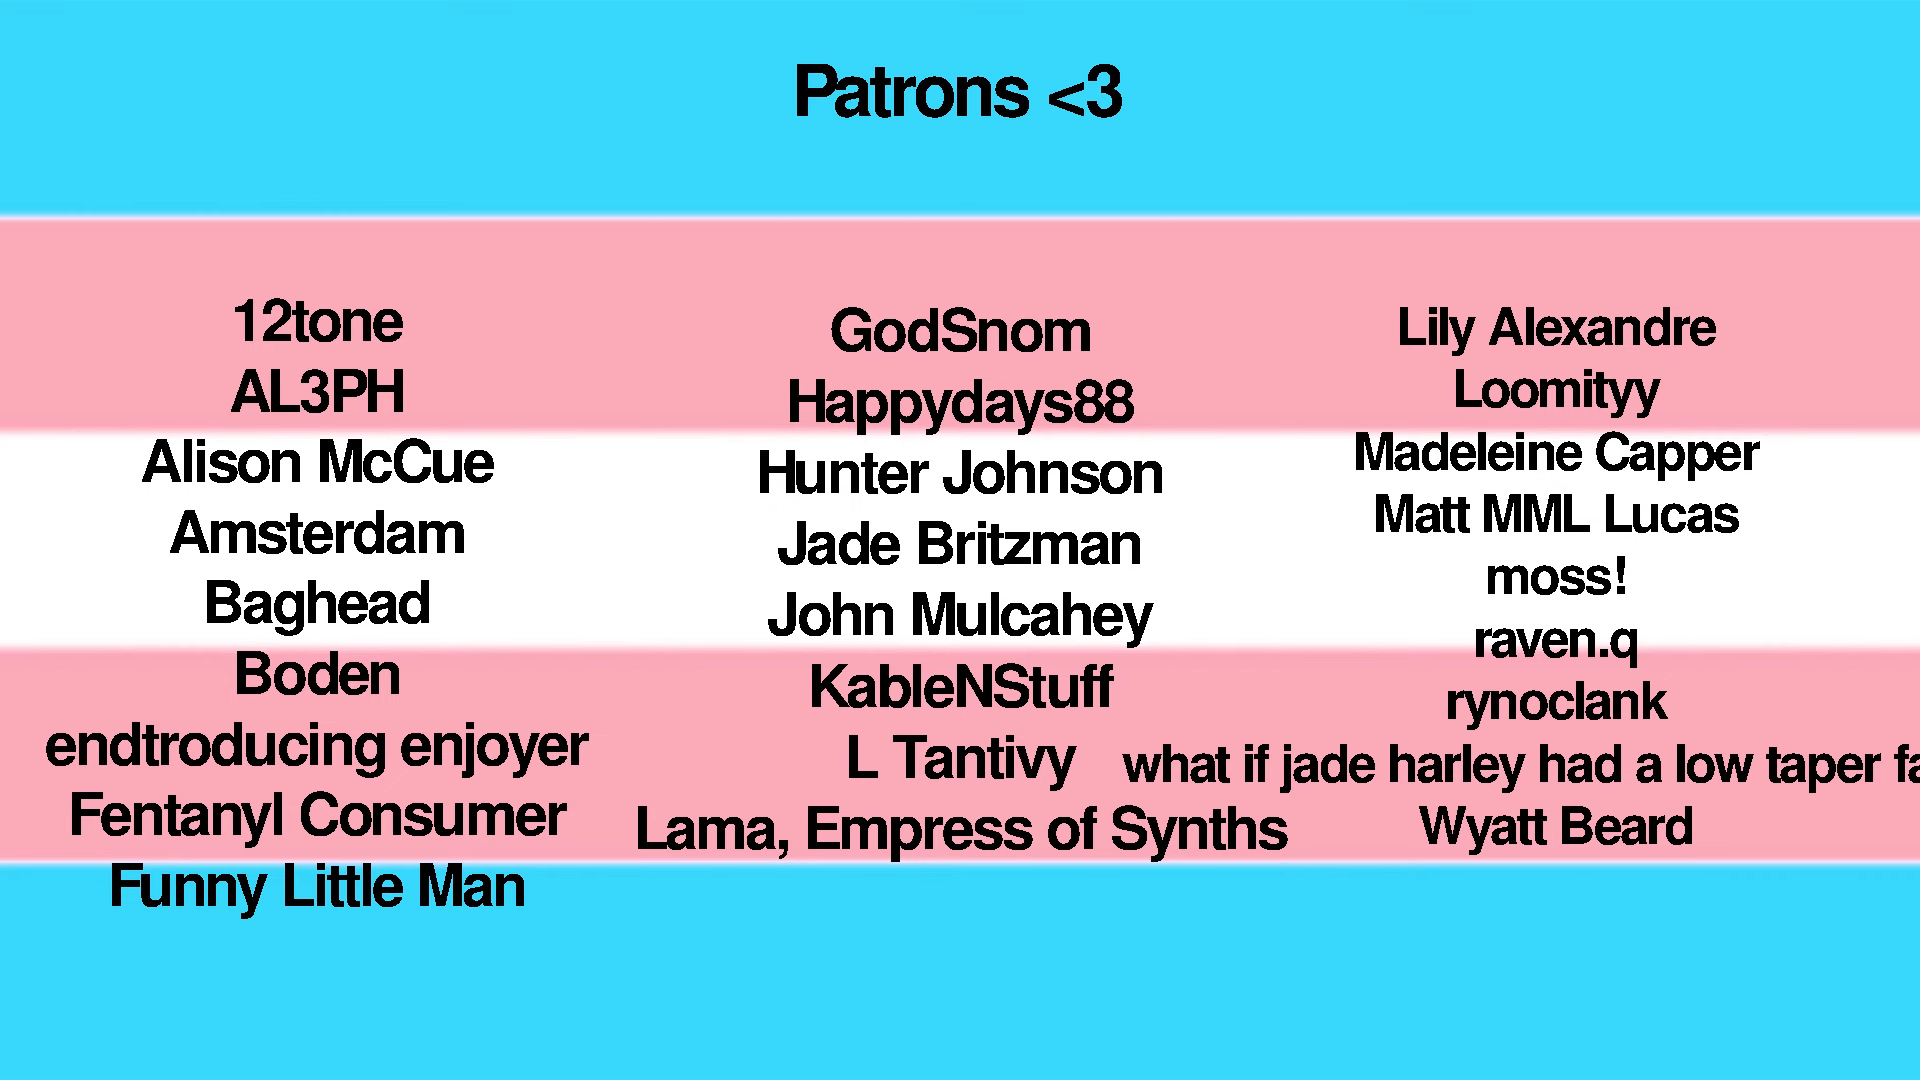 Patrons <3
12tone
AL3PH
Alison McCue
Amsterdam
Baghead
Boden
endtroducing enjoyer
Fentanyl Consumer
Funny Little Man
GodSnom
Happydays88
Hunter Johnson
Jade Britzman
John Mulcahey
KableNStuff
L Tantivy
Lama, Empress of Synths
Lily Alexandre
Loomityy
Madeleine Capper
Matt MML Lucas
moss!
raven.q
rynoclank
what if jade harley had a low taper
Wyatt Beard